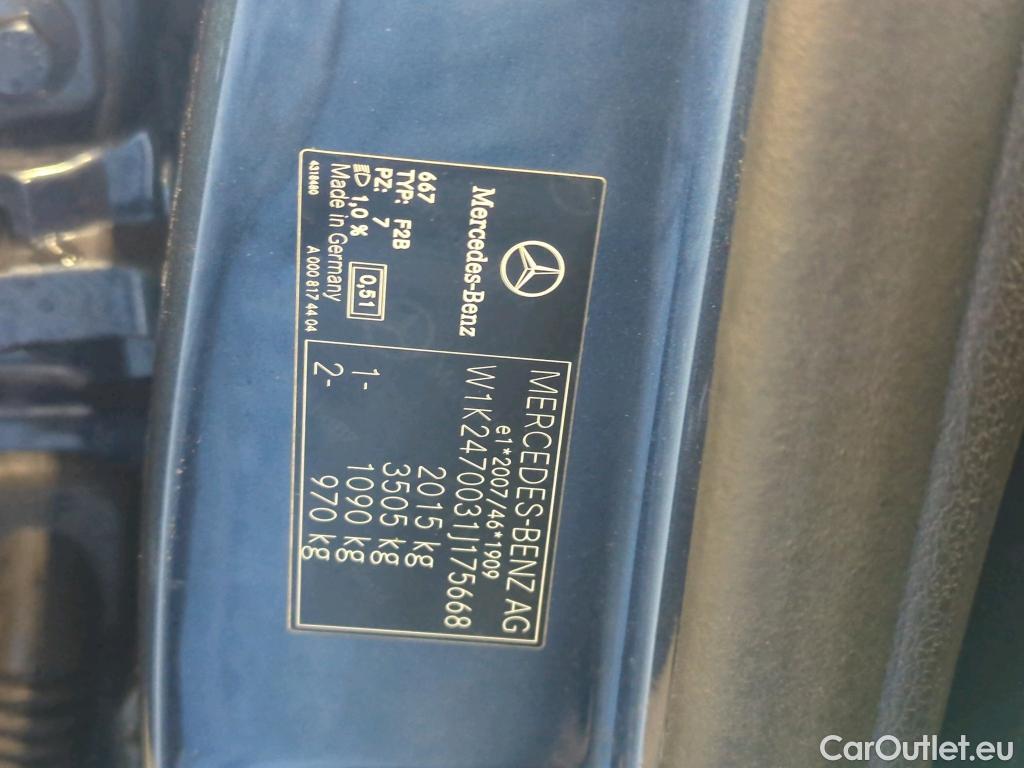 Mercedes-Benz
667
TYP: F2B
PZ: 7
1,0 %
0,51
Made in Germany
4316480 A 000 817 44 04
MERCEDES-BENZ AG
e1*2007/46*1909
W1K2470031J175668
2015 kg
3505 kg
1- 1090 kg
2- 970 kg
CarOutlet.eu